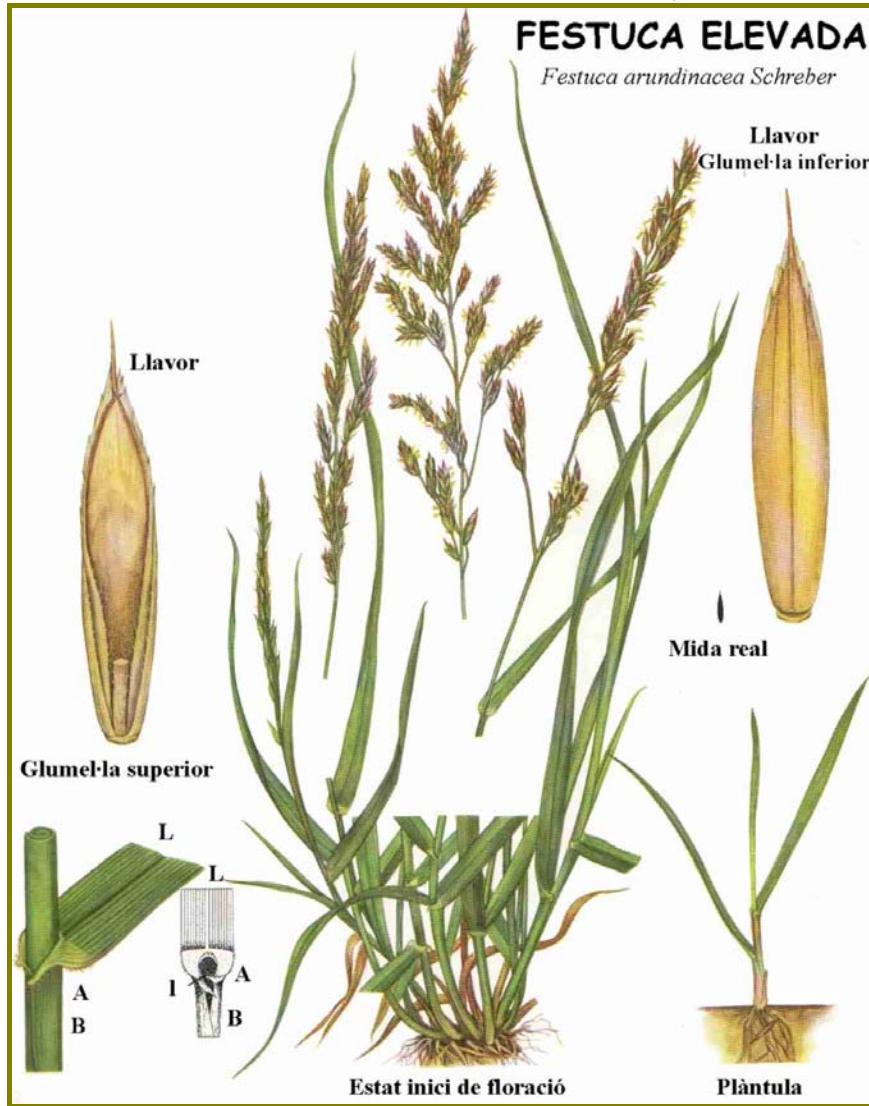 FESTUCA ELEVADA
Festuca arundinacea Schreber
Llavor
Glumel·la inferior
Llavor
Mida real
Glumel·la superior
L
L
A
A
l
B
B
Estat inici de floració
Plàntula